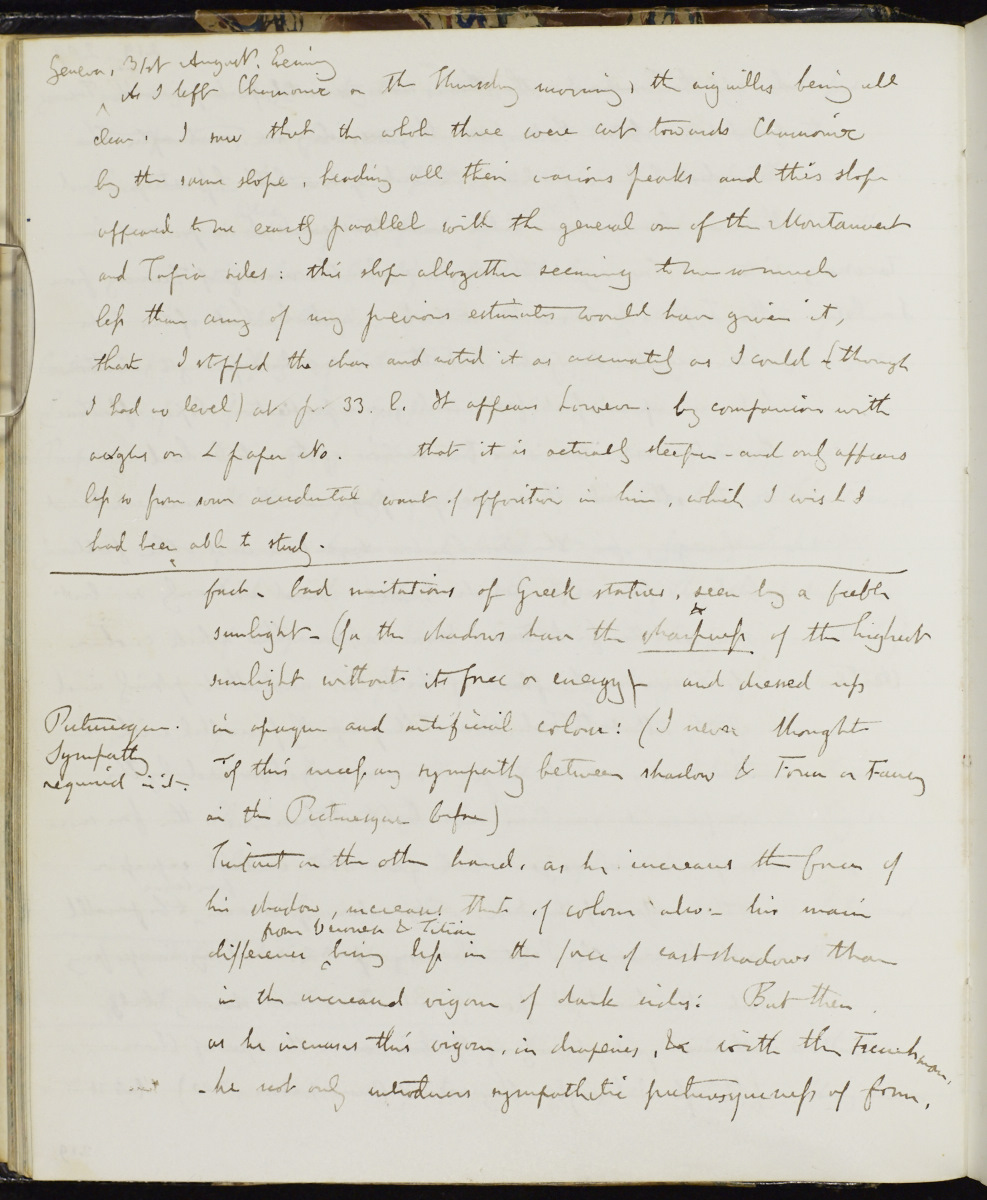 Geneva, 31st August. Evening
As I left Chamonix on the Thursday morning, the aiguilles being all
clear. I saw that the whole three were cut towards Chamonix
by the same slope, beading all their various peaks and this slope
appeared to me exactly parallel with the general one of the Montanvert
and Tapia sides: this slope altogether seeming to me so much
less than any of my previous estimates would have given it,
that I stopped the char and noted it as accurately as I could (though
I had no level) at p. 33. l. It appears however. by comparison with
angles on L paper No. that it is actually steeper - and only appears
less so from some accidental want of opposition in line, which I wish I
had been able to study.
fact - bad imitations of Greek statues, seen by a feeble
sunlight - (for the shadows have the sharpness of the highest
sunlight without its force or energy) - and dressed up
in opaque and artificial colour: (I never thought
Picturesque.
Sympathy
required in it -
of this necessary sympathy between shadow & Form or Fancy
in the Picturesque before)
Tintoret on the other hand, as he increases the force of
his shadow, increases that of colour also - his main
difference from Veronese & Titian being less in the force of cast shadows than
in the increased vigour of dark sides: But then,
as he increases this vigour, in draperies, &c with the Frenchman,
- he not only introduces sympathetic picturesqueness of form,